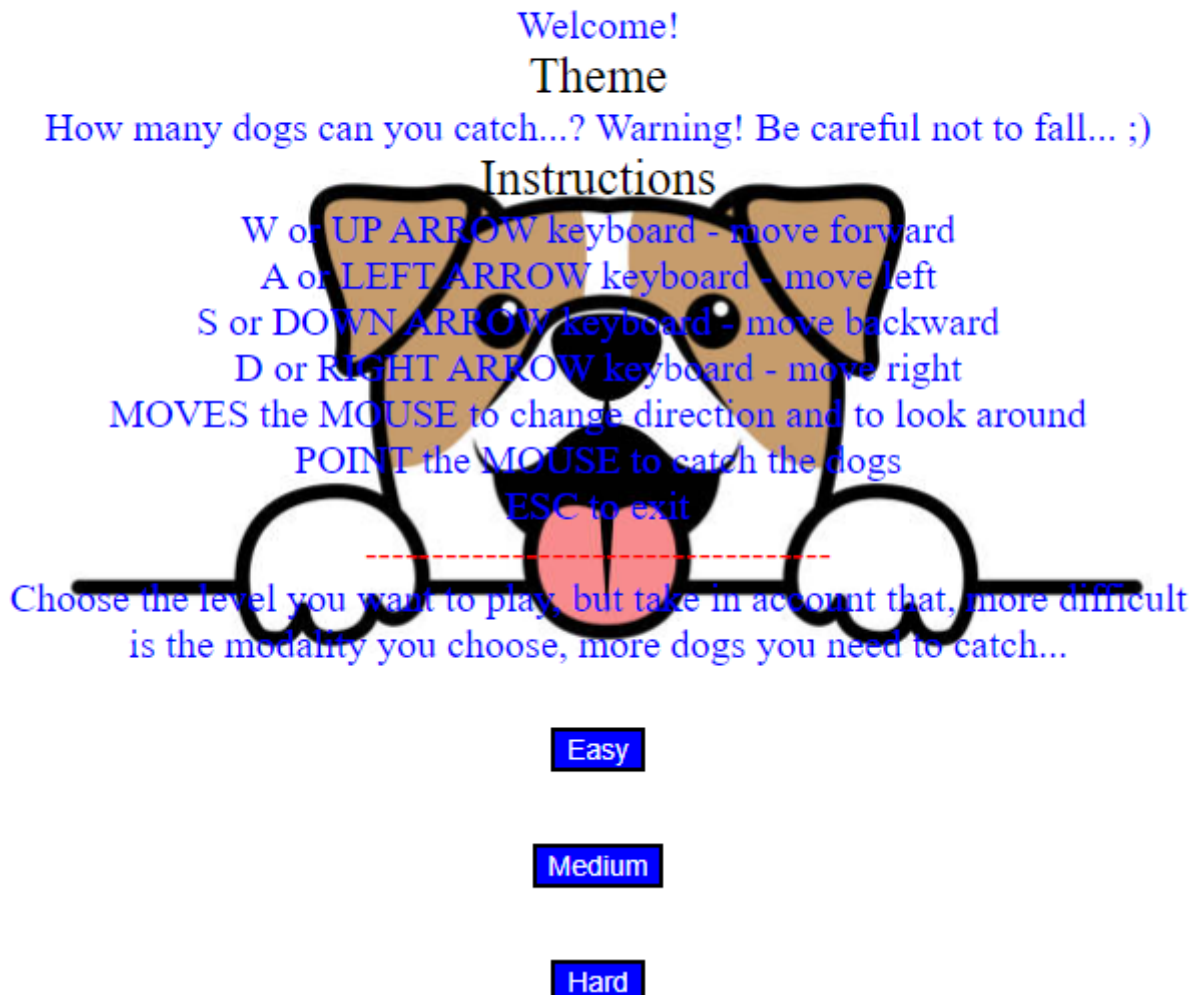 Welcome!
Theme
How many dogs can you catch...? Warning! Be careful not to fall... ;)
Instructions
W or UP ARROW keyboard - move forward
A or LEFT ARROW keyboard - move left
S or DOWN ARROW keyboard - move backward
D or RIGHT ARROW keyboard - move right
MOVES the MOUSE to change direction and to look around
POINT the MOUSE to catch the dogs
ESC to exit
----------------------------------------
Choose the level you want to play, but take in account that, more difficult
is the modality you choose, more dogs you need to catch...
Easy
Medium
Hard